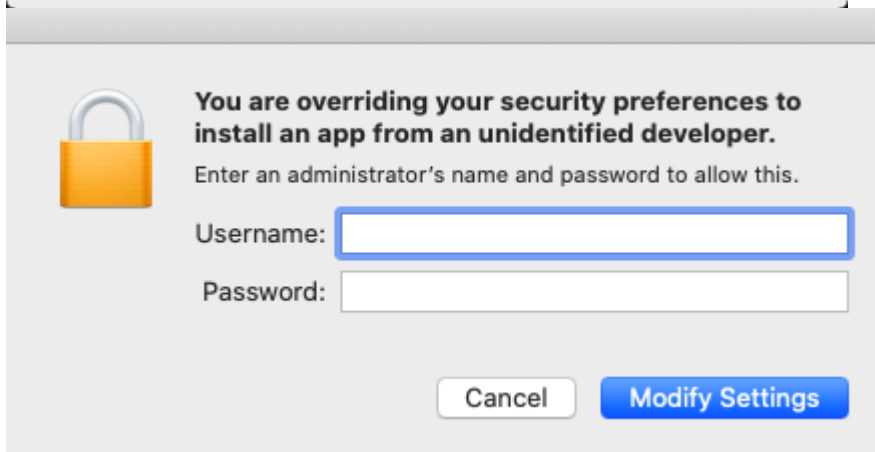 You are overriding your security preferences to
install an app from an unidentified developer.
Enter an administrator’s name and password to allow this.
Username:
Password:
Cancel Modify Settings